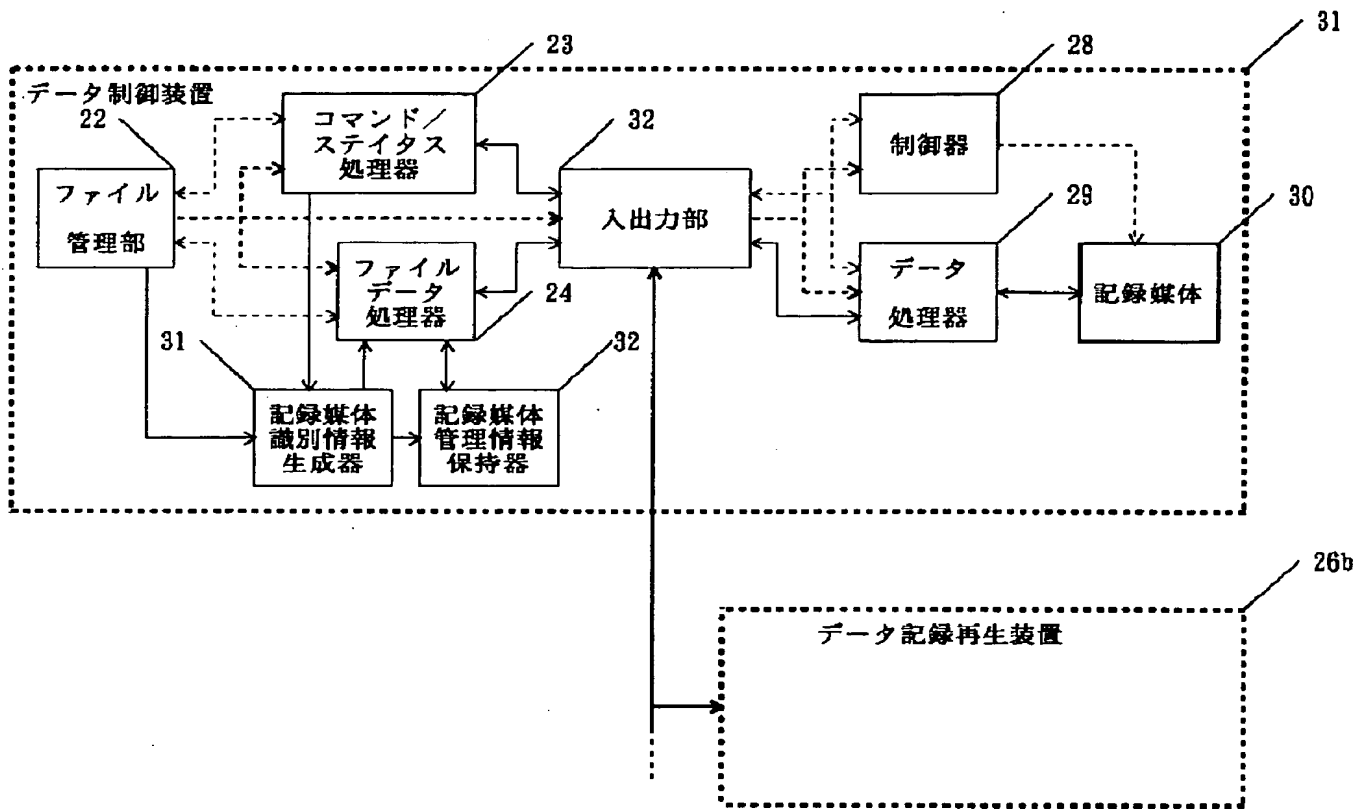 31
23
28
データ制御装置
22
コマンド／
ステイタス
処理器
32
制御器
ファイル
管理部
入出力部
29
30
ファイル
データ
処理器
24
データ
処理器
記録媒体
31
32
記録媒体
識別情報
生成器
記録媒体
管理情報
保持器
26b
データ記録再生装置